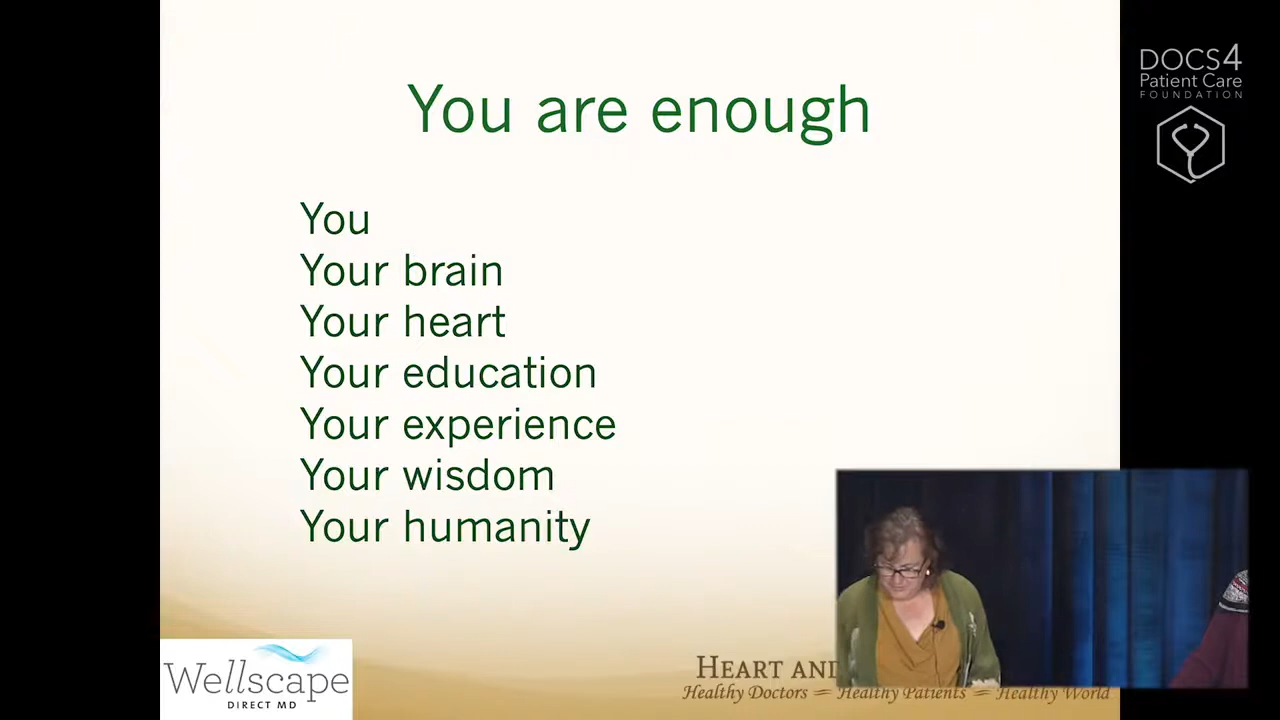 You are enough
You
Your brain
Your heart
Your education
Your experience
Your wisdom
Your humanity
DOCS4
Patient Care
FOUNDATION
Wellscape
DIRECT MD
HEART AND
Healthy Doctors = Healthy Patients = Healthy World